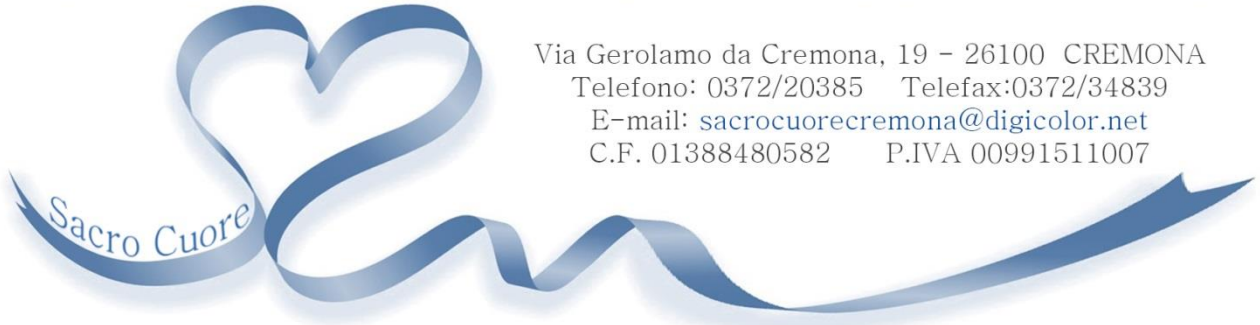 Via Gerolamo da Cremona, 19 - 26100 CREMONA
Telefono: 0372/20385 Telefax:0372/34839
E-mail: sacrocuorecremona@digicolor.net
C.F. 01388480582 P.IVA 00991511007
Sacro Cuore